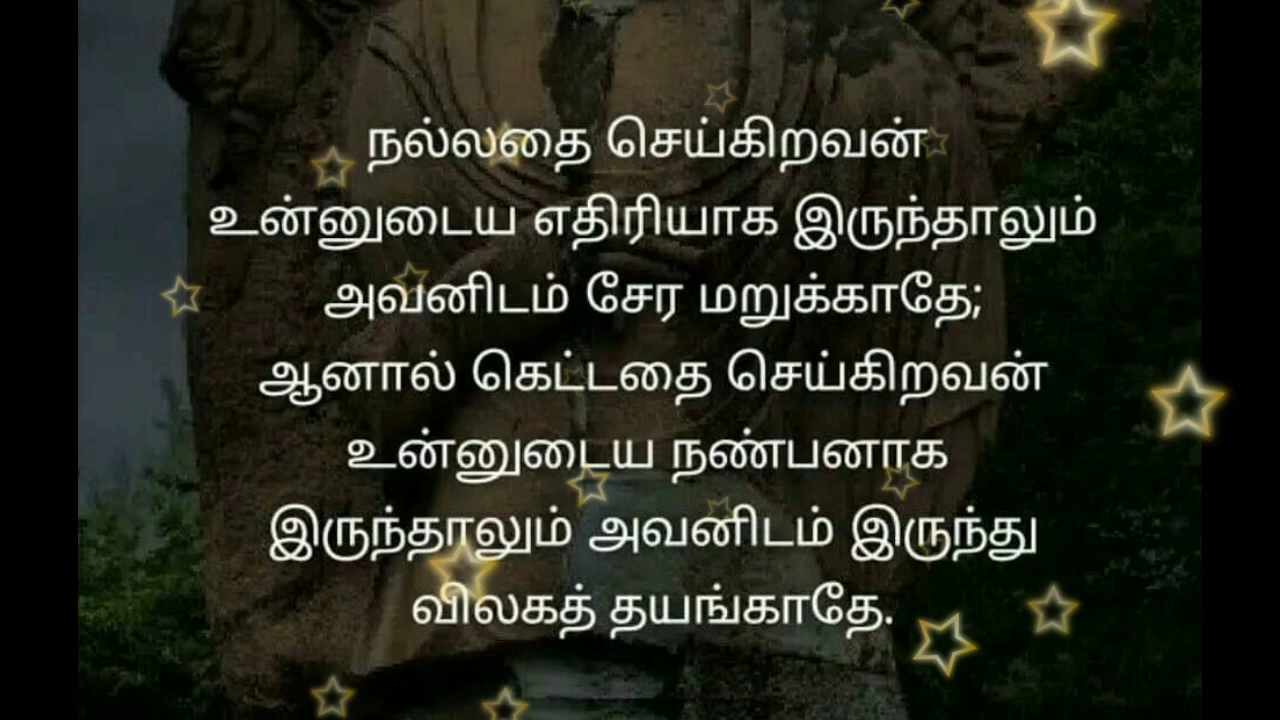 நல்லதை செய்கிறவன்
உன்னுடைய எதிரியாக இருந்தாலும்
அவனிடம் சேர மறுக்காதே;
ஆனால் கெட்டதை செய்கிறவன்
உன்னுடைய நண்பனாக
இருந்தாலும் அவனிடம் இருந்து
விலகத் தயங்காதே.